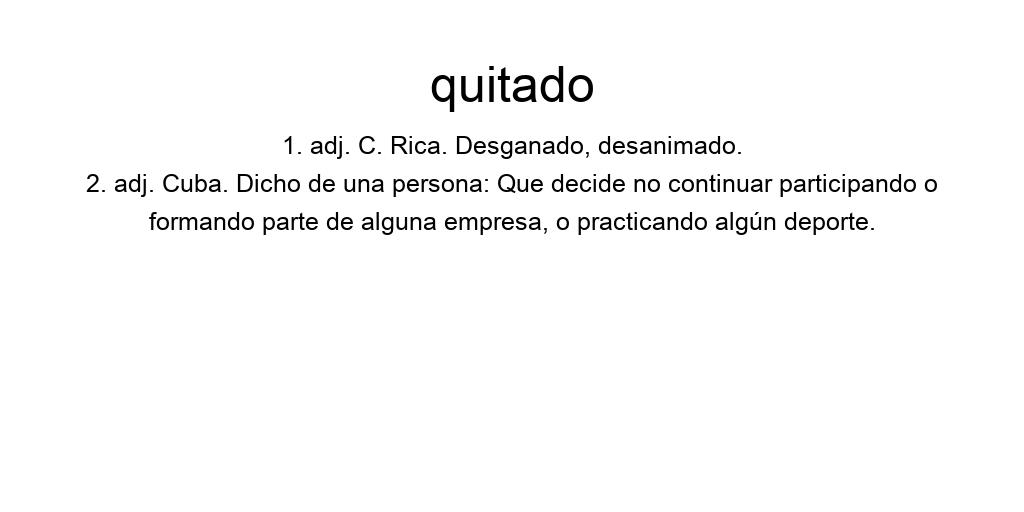 quitado
1. adj. C. Rica. Desganado, desanimado.
2. adj. Cuba. Dicho de una persona: Que decide no continuar participando o
formando parte de alguna empresa, o practicando algún deporte.